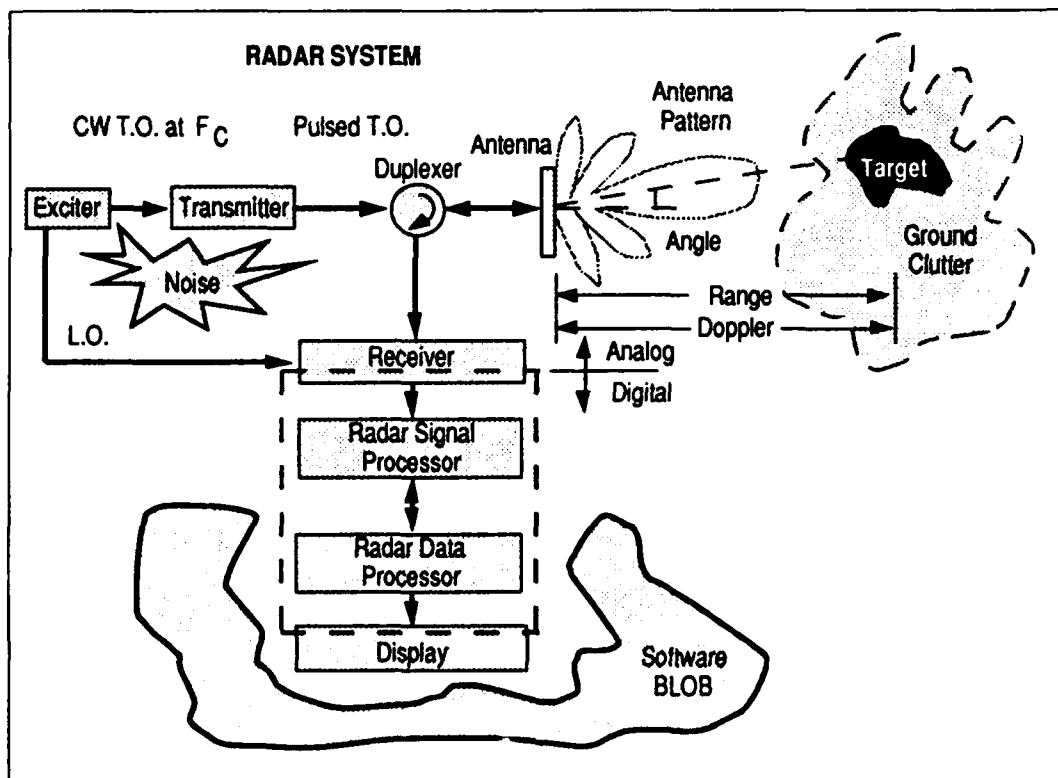 RADAR SYSTEM
CW T.O. at FC
Pulsed T.O.
Antenna
Pattern
Antenna
Duplexer
Target
Exciter
Transmitter
Angle
Ground
Clutter
Noise
Range
Doppler
L.O.
Receiver
Analog
Digital
Radar Signal
Processor
Radar Data
Processor
Display
Software
BLOB